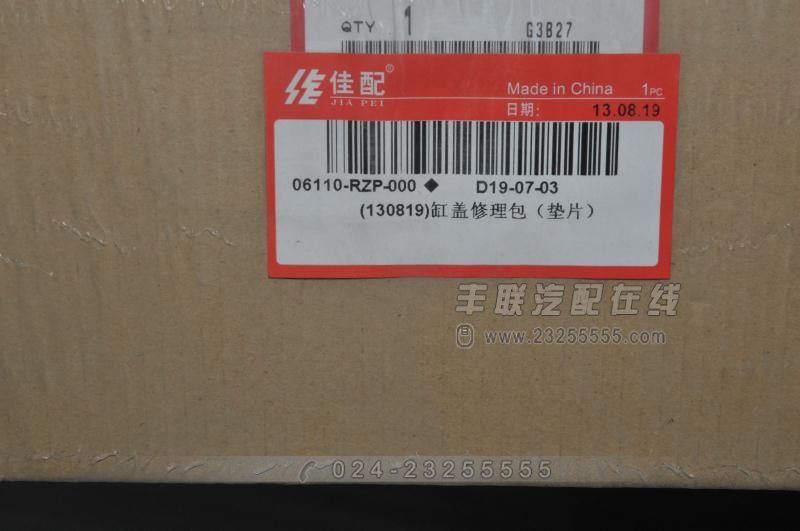 QTY 1 G3B27
佳配® Made in China 1PC
JIA PEI 日期: 13.08.19
06110-RZP-000 ◆ D19-07-03
(130819)缸盖修理包（垫片）
丰联汽配在线
www.23255555.com
024-23255555